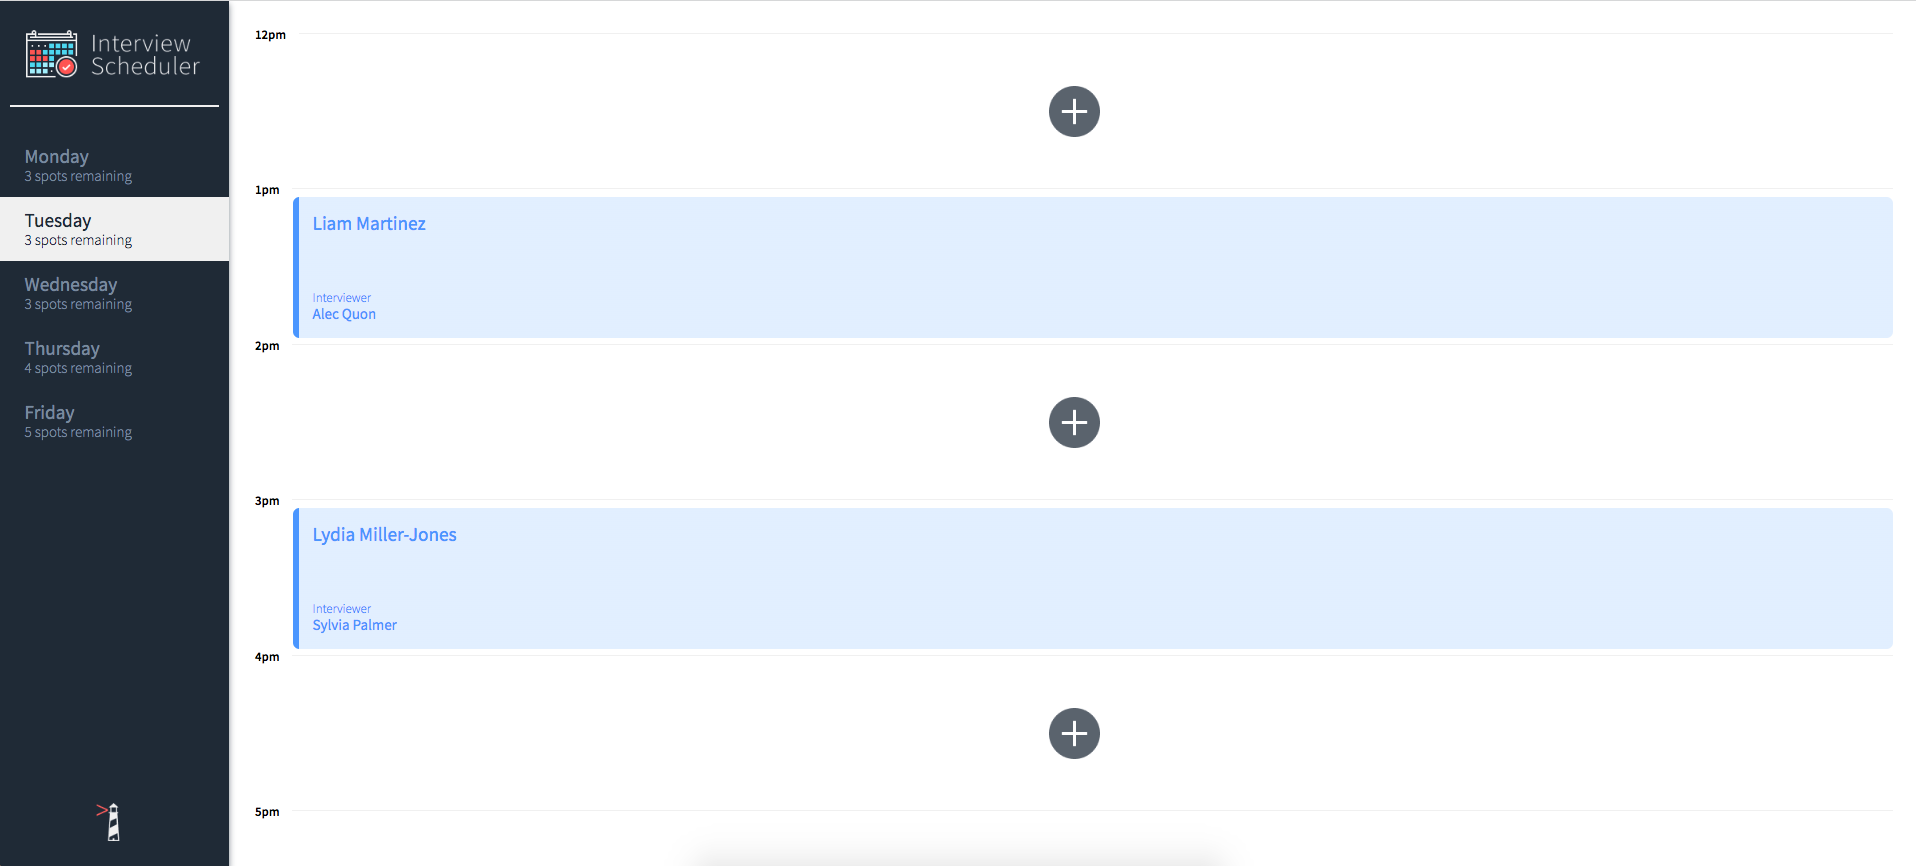 Interview
Scheduler
Monday
3 spots remaining
Tuesday
3 spots remaining
Wednesday
3 spots remaining
Thursday
4 spots remaining
Friday
5 spots remaining
12pm
1pm
Liam Martinez
Interviewer
Alec Quon
2pm
3pm
Lydia Miller-Jones
Interviewer
Sylvia Palmer
4pm
5pm